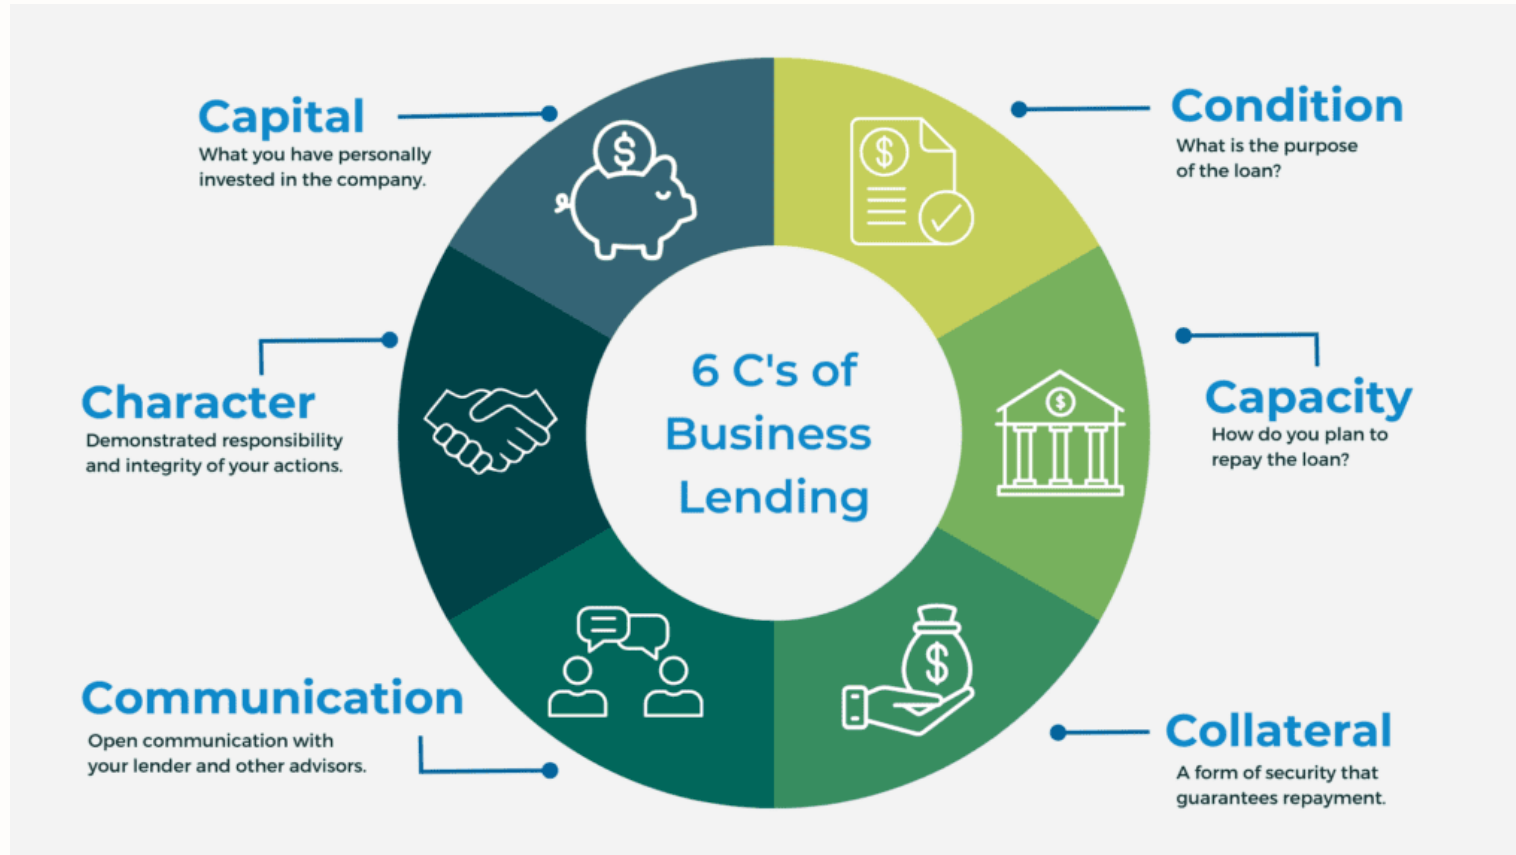 Capital
What you have personally
invested in the company.
Condition
What is the purpose
of the loan?
Character
Demonstrated responsibility
and integrity of your actions.
6 C's of
Business
Lending
Capacity
How do you plan to
repay the loan?
Communication
Open communication with
your lender and other advisors.
Collateral
A form of security that
guarantees repayment.
$
$
$
$